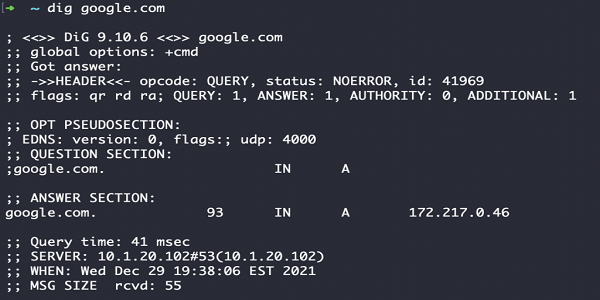 ➜ ~ dig google.com
; <<>> DiG 9.10.6 <<>> google.com
;; global options: +cmd
;; Got answer:
;; ->>HEADER<<- opcode: QUERY, status: NOERROR, id: 41969
;; flags: qr rd ra; QUERY: 1, ANSWER: 1, AUTHORITY: 0, ADDITIONAL: 1
;; OPT PSEUDOSECTION:
; EDNS: version: 0, flags:; udp: 4000
;; QUESTION SECTION:
;google.com. IN A
;; ANSWER SECTION:
google.com. 93 IN A 172.217.0.46
;; Query time: 41 msec
;; SERVER: 10.1.20.102#53(10.1.20.102)
;; WHEN: Wed Dec 29 19:38:06 EST 2021
;; MSG SIZE rcvd: 55